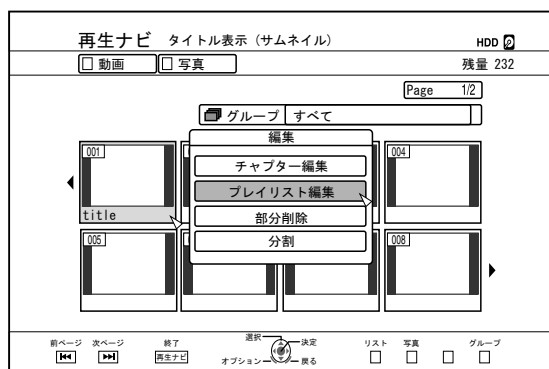 再生ナビ タイトル表示（サムネイル） HDD
動画 写真 残量 232
Page 1/2
グループ すべて
編集
チャプター編集
プレイリスト編集
部分削除
分割
001
004
title
005
008
前ページ 次ページ 終了 選択 決定 リスト 写真 グループ
再生ナビ オプション 戻る